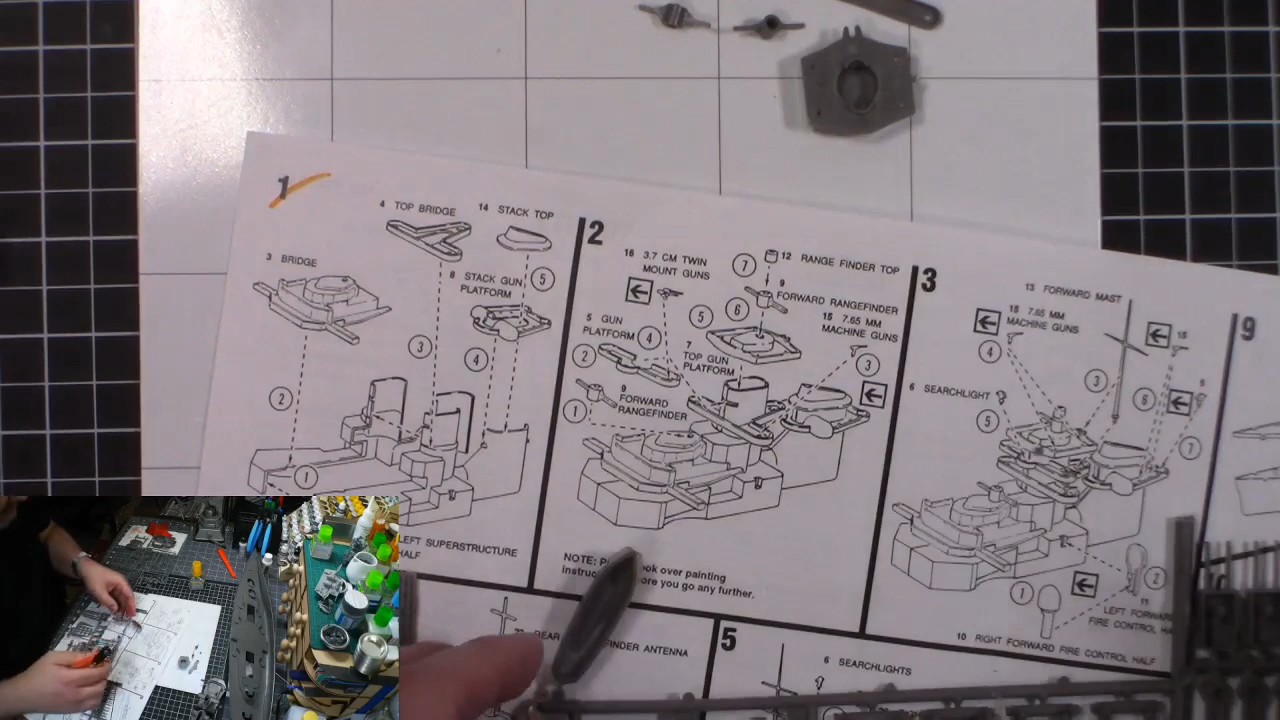 1
4 TOP BRIDGE
14 STACK TOP
3 BRIDGE
8 STACK GUN
PLATFORM
5
3
4
2
1
LEFT SUPERSTRUCTURE
HALF
2
16 3.7 CM TWIN
MOUNT GUNS
7
12 RANGE FINDER TOP
9
FORWARD RANGEFINDER
6
5
15 7.65 MM
MACHINE GUNS
5 GUN
PLATFORM
4
7
TOP GUN
PLATFORM
3
2
9
FORWARD
RANGEFINDER
1
NOTE:
ore you go any further.
look over painting
3
13 FORWARD MAST
15 7.65 MM
MACHINE GUNS
15
4
3
6 SEARCHLIGHT
5
6
7
1
2
11
LEFT FORWARD
FIRE CONTROL HA
10 RIGHT FORWARD FIRE CONTROL HALF
9
REAR
FINDER ANTENNA
5
6 SEARCHLIGHTS